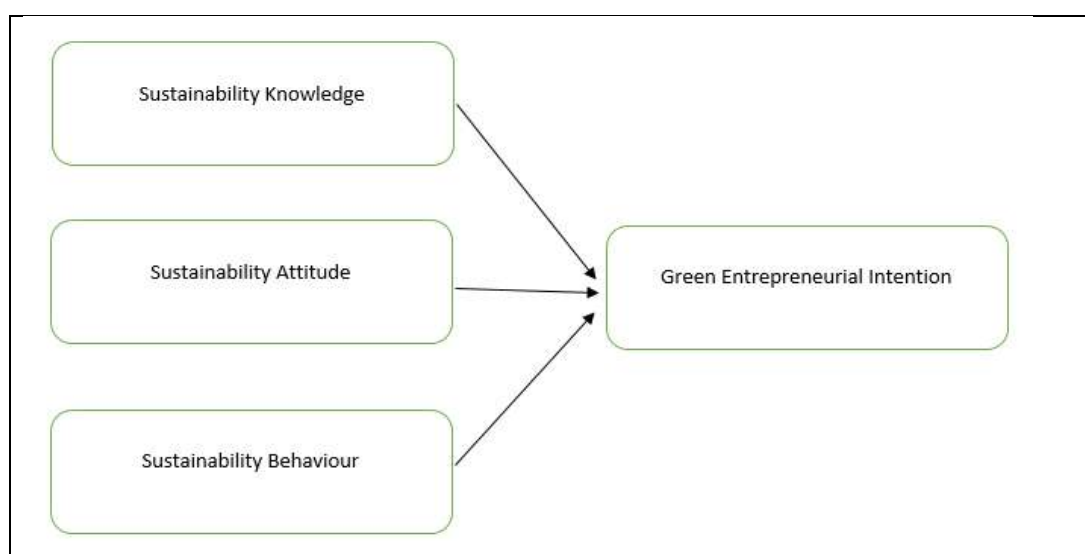 Sustainability Knowledge
Sustainability Attitude
Green Entrepreneurial Intention
Sustainability Behaviour